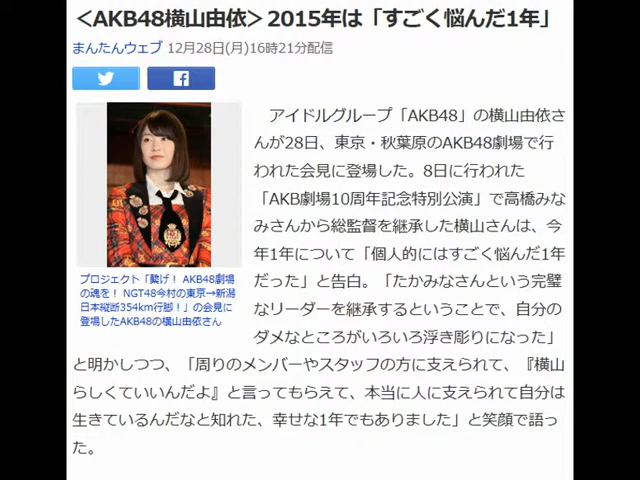 ＜AKB48横山由依＞2015年は「すごく悩んだ1年」
まんたんウェブ 12月28日(月)16時21分配信
アイドルグループ「AKB48」の横山由依さ
んが28日、東京・秋葉原のAKB48劇場で行
われた会見に登場した。8日に行われた
「AKB劇場10周年記念特別公演」で高橋みな
みさんから総監督を継承した横山さんは、今
年1年について「個人的にはすごく悩んだ1年
だった」と告白。「たかみなさんという完璧
なリーダーを継承するということで、自分の
ダメなところがいろいろ浮き彫りになった」
と明かしつつ、「周りのメンバーやスタッフの方に支えられて、『横山
らしくていいんだよ』と言ってもらえて、本当に人に支えられて自分は
生きているんだなと知れた、幸せな1年でもありました」と笑顔で語っ
た。
プロジェクト「繋げ！ AKB48劇場
の魂を！ NGT48今村の東京→新潟
日本縦断354km行脚！」の会見に
登場したAKB48の横山由依さん